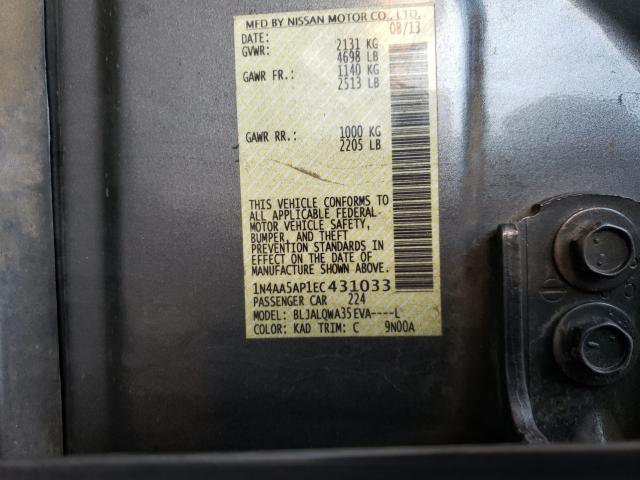 MFD BY NISSAN MOTOR CO., LTD.
DATE: 08/13
GVWR: 2131 KG
4698 LB
GAWR FR.: 1140 KG
2513 LB
GAWR RR.: 1000 KG
2205 LB
THIS VEHICLE CONFORMS TO
ALL APPLICABLE FEDERAL
MOTOR VEHICLE SAFETY,
BUMPER, AND THEFT
PREVENTION STANDARDS IN
EFFECT ON THE DATE OF
MANUFACTURE SHOWN ABOVE.
1N4AA5AP1EC431033
PASSENGER CAR 224
MODEL: BLJALQWA35EVA----L
COLOR: KAD TRIM: C 9N00A